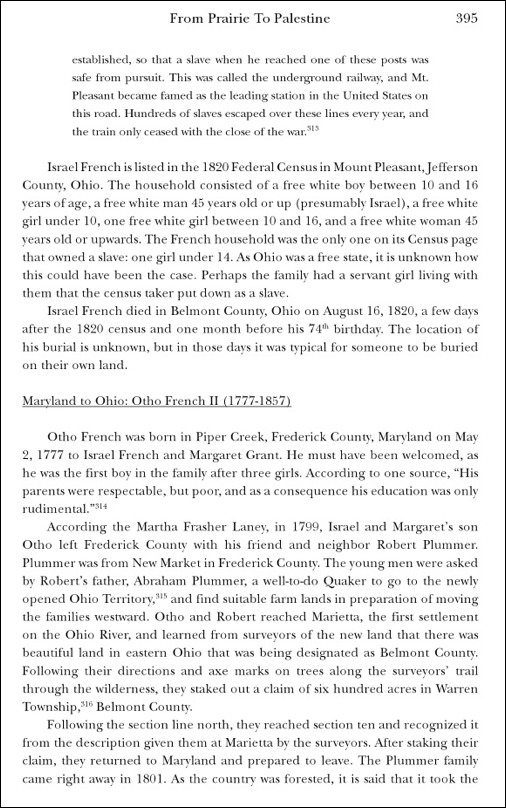 From Prairie To Palestine 395
established, so that a slave when he reached one of these posts was
safe from pursuit. This was called the underground railway, and Mt.
Pleasant became famed as the leading station in the United States on
this road. Hundreds of slaves escaped over these lines every year, and
the train only ceased with the close of the war.313
Israel French is listed in the 1820 Federal Census in Mount Pleasant, Jefferson
County, Ohio. The household consisted of a free white boy between 10 and 16
years of age, a free white man 45 years old or up (presumably Israel), a free white
girl under 10, one free white girl between 10 and 16, and a free white woman 45
years old or upwards. The French household was the only one on its Census page
that owned a slave: one girl under 14. As Ohio was a free state, it is unknown how
this could have been the case. Perhaps the family had a servant girl living with
them that the census taker put down as a slave.
Israel French died in Belmont County, Ohio on August 16, 1820, a few days
after the 1820 census and one month before his 74th birthday. The location of
his burial is unknown, but in those days it was typical for someone to be buried
on their own land.
Maryland to Ohio: Otho French II (1777-1857)
Otho French was born in Piper Creek, Frederick County, Maryland on May
2, 1777 to Israel French and Margaret Grant. He must have been welcomed, as
he was the first boy in the family after three girls. According to one source, “His
parents were respectable, but poor, and as a consequence his education was only
rudimental.”314
According the Martha Frasher Laney, in 1799, Israel and Margaret’s son
Otho left Frederick County with his friend and neighbor Robert Plummer.
Plummer was from New Market in Frederick County. The young men were asked
by Robert’s father, Abraham Plummer, a well-to-do Quaker to go to the newly
opened Ohio Territory,315 and find suitable farm lands in preparation of moving
the families westward. Otho and Robert reached Marietta, the first settlement
on the Ohio River, and learned from surveyors of the new land that there was
beautiful land in eastern Ohio that was being designated as Belmont County.
Following their directions and axe marks on trees along the surveyors’ trail
through the wilderness, they staked out a claim of six hundred acres in Warren
Township,316 Belmont County.
Following the section line north, they reached section ten and recognized it
from the description given them at Marietta by the surveyors. After staking their
claim, they returned to Maryland and prepared to leave. The Plummer family
came right away in 1801. As the country was forested, it is said that it took the